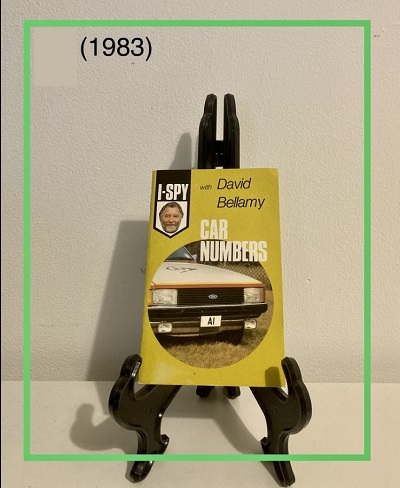 (1983)
I-SPY
with David
Bellamy
CAR
NUMBERS
A1